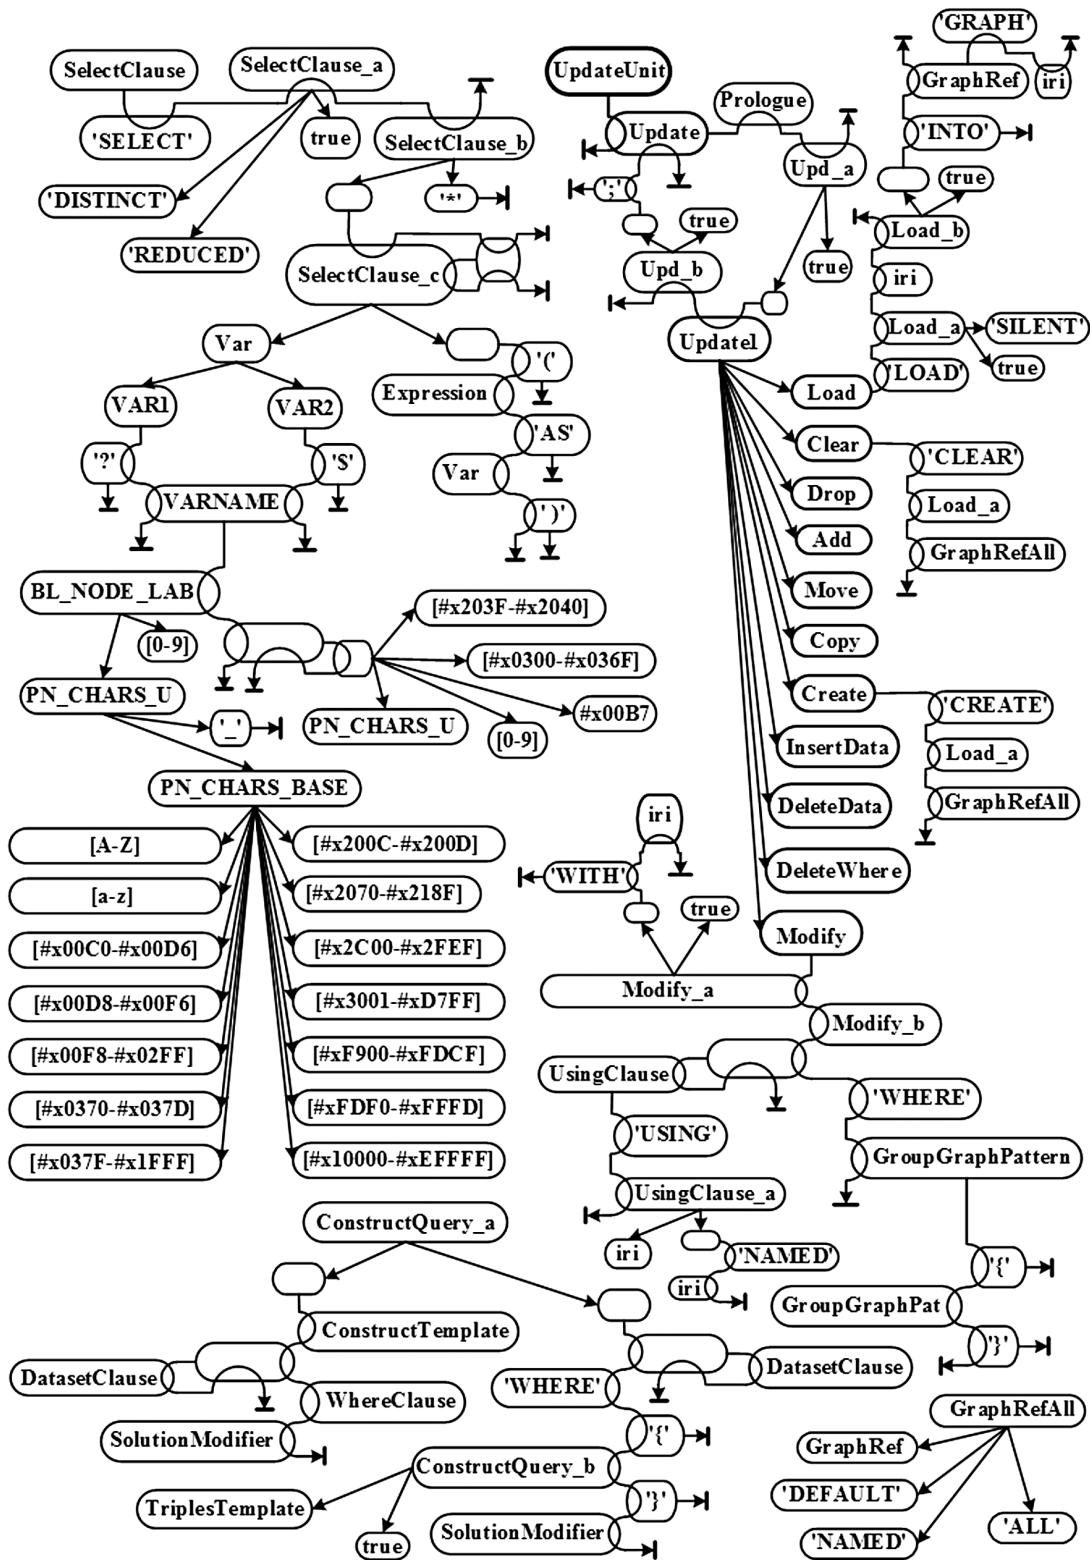 SelectClause
SelectClause_a
'SELECT'
true
SelectClause_b
'DISTINCT'
'REDUCED'
'*'
SelectClause_c
Var
VAR1
VAR2
'?'
'S'
VARNAME
'('
Expression
'AS'
Var
')'
BL_NODE_LAB
[0-9]
PN_CHARS_U
'_'
[#x203F-#x2040]
[#x0300-#x036F]
#x00B7
[0-9]
PN_CHARS_U
PN_CHARS_BASE
[A-Z]
[a-z]
[#x00C0-#x00D6]
[#x00D8-#x00F6]
[#x00F8-#x02FF]
[#x0370-#x037D]
[#x037F-#x1FFF]
[#x200C-#x200D]
[#x2070-#x218F]
[#x2C00-#x2FEF]
[#x3001-#xD7FF]
[#xF900-#xFDCF]
[#xFDF0-#xFFFD]
[#x10000-#xEFFFF]
UpdateUnit
Update
Prologue
Upd_a
';'
true
Upd_b
true
Update1
'GRAPH'
GraphRef
iri
'INTO'
true
Load_b
iri
Load_a
'SILENT'
true
'LOAD'
Load
Clear
'CLEAR'
Load_a
GraphRefAll
Drop
Add
Move
Copy
Create
'CREATE'
Load_a
GraphRefAll
InsertData
DeleteData
DeleteWhere
Modify
iri
'WITH'
true
Modify_a
Modify_b
UsingClause
'WHERE'
'USING'
GroupGraphPattern
UsingClause_a
iri
'NAMED'
iri
'{'
GroupGraphPat
'}'
ConstructQuery_a
ConstructTemplate
DatasetClause
WhereClause
SolutionModifier
DatasetClause
'WHERE'
'{'
ConstructQuery_b
TriplesTemplate
true
'}'
SolutionModifier
GraphRefAll
GraphRef
'DEFAULT'
'NAMED'
'ALL'